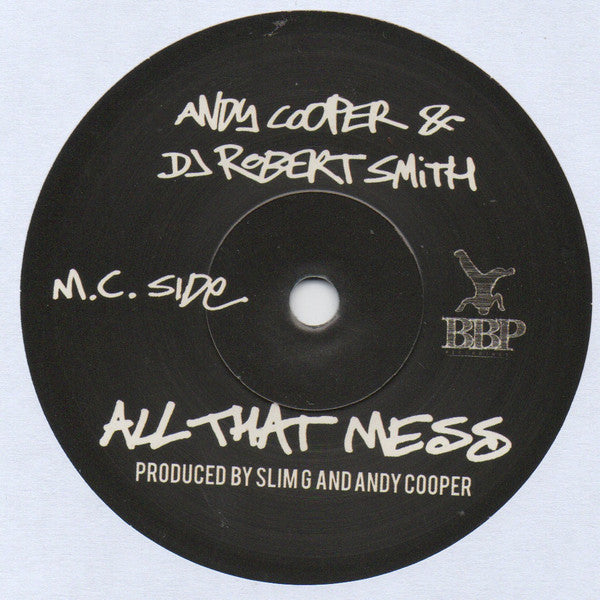 ANDY COOPER &
DJ ROBERT SMITH
M.C. SIDE
BBP
ALL THAT MESS
PRODUCED BY SLIM G AND ANDY COOPER